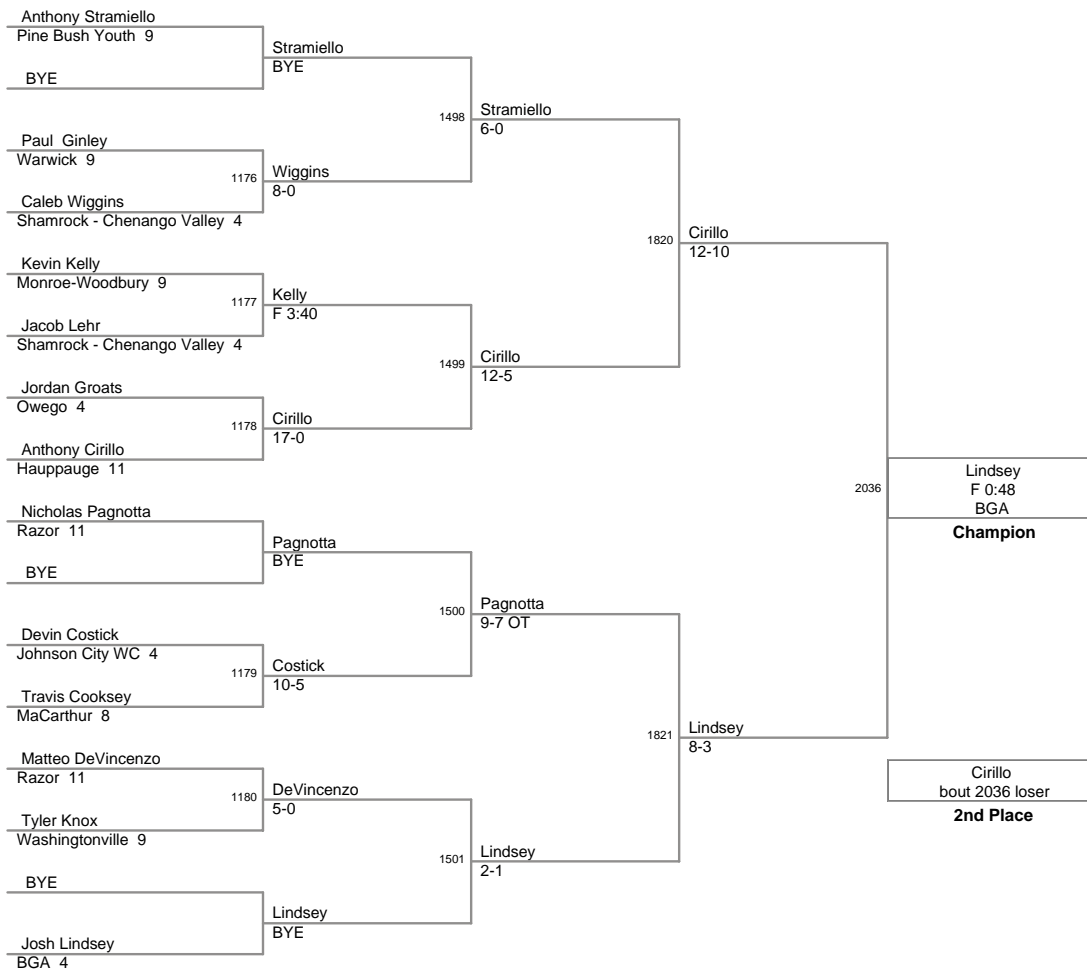 Anthony Stramiello
Pine Bush Youth 9
BYE
Paul Ginley
Warwick 9
Caleb Wiggins
Shamrock - Chenango Valley 4
Kevin Kelly
Monroe-Woodbury 9
Jacob Lehr
Shamrock - Chenango Valley 4
Jordan Groats
Owego 4
Anthony Cirillo
Hauppauge 11
Nicholas Pagnotta
Razor 11
BYE
Devin Costick
Johnson City WC 4
Travis Cooksey
MaCarthur 8
Matteo DeVincenzo
Razor 11
Tyler Knox
Washingtonville 9
BYE
Josh Lindsey
BGA 4
Stramiello
BYE
1176
Wiggins
8-0
1177
Kelly
F 3:40
1178
Cirillo
17-0
Pagnotta
BYE
1179
Costick
10-5
1180
DeVincenzo
5-0
Lindsey
BYE
1498
Stramiello
6-0
1499
Cirillo
12-5
1500
Pagnotta
9-7 OT
1501
Lindsey
2-1
1820
Cirillo
12-10
1821
Lindsey
8-3
2036
Lindsey
F 0:48
BGA
Champion
Cirillo
bout 2036 loser
2nd Place